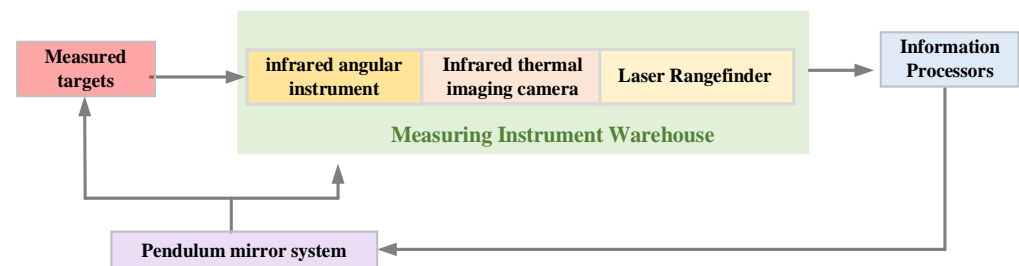 Measured
targets
infrared angular
instrument
Infrared thermal
imaging camera
Laser Rangefinder
Measuring Instrument Warehouse
Information
Processors
Pendulum mirror system